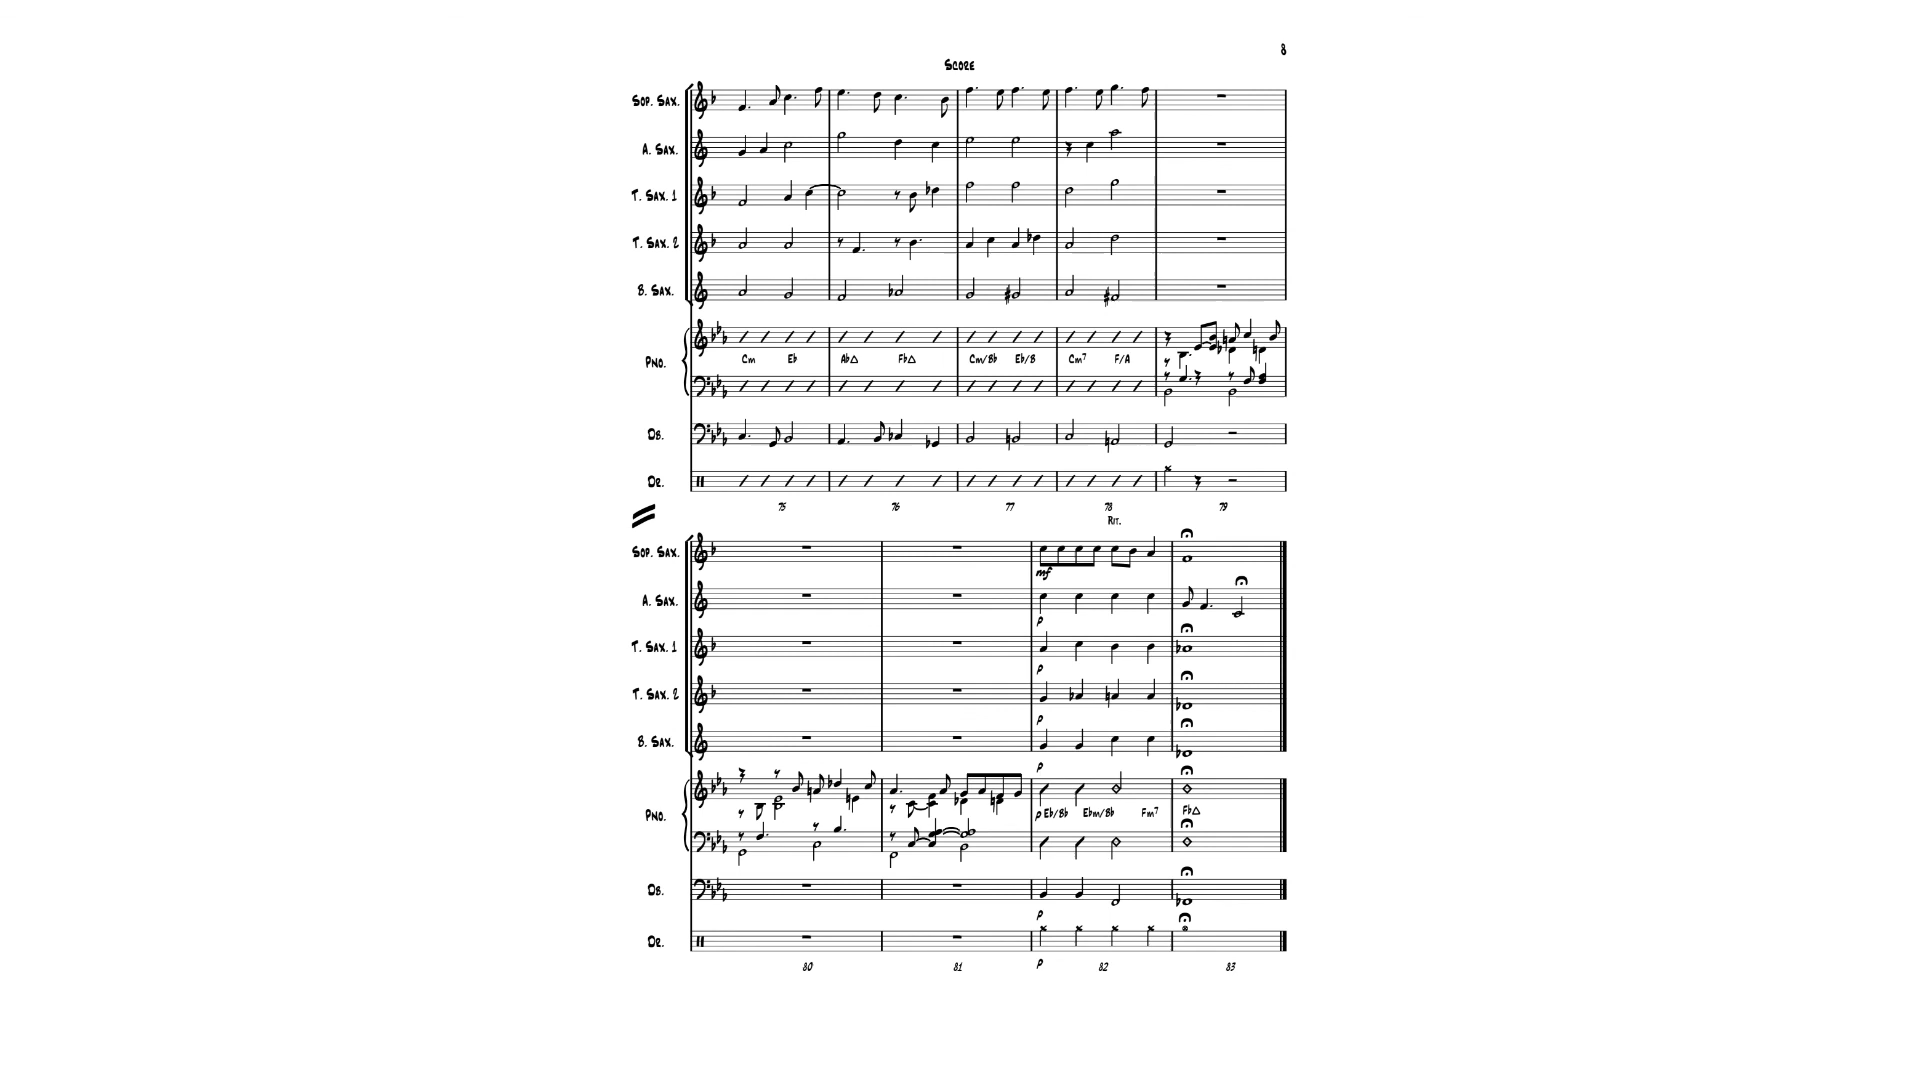 8
Score
Sop. Sax.
A. Sax.
T. Sax. 1
T. Sax. 2
B. Sax.
Pno.
Cm Eb Ab△ Fb△ Cm/Bb Eb/B Cm7 F/A
Db.
Dr.
75 76 77 78 79
Rit.
Sop. Sax.
mf
A. Sax.
p
T. Sax. 1
p
T. Sax. 2
p
B. Sax.
p
Pno.
p Eb/Bb Ebm/Bb Fm7 Fb△
Db.
p
Dr.
p
80 81 82 83